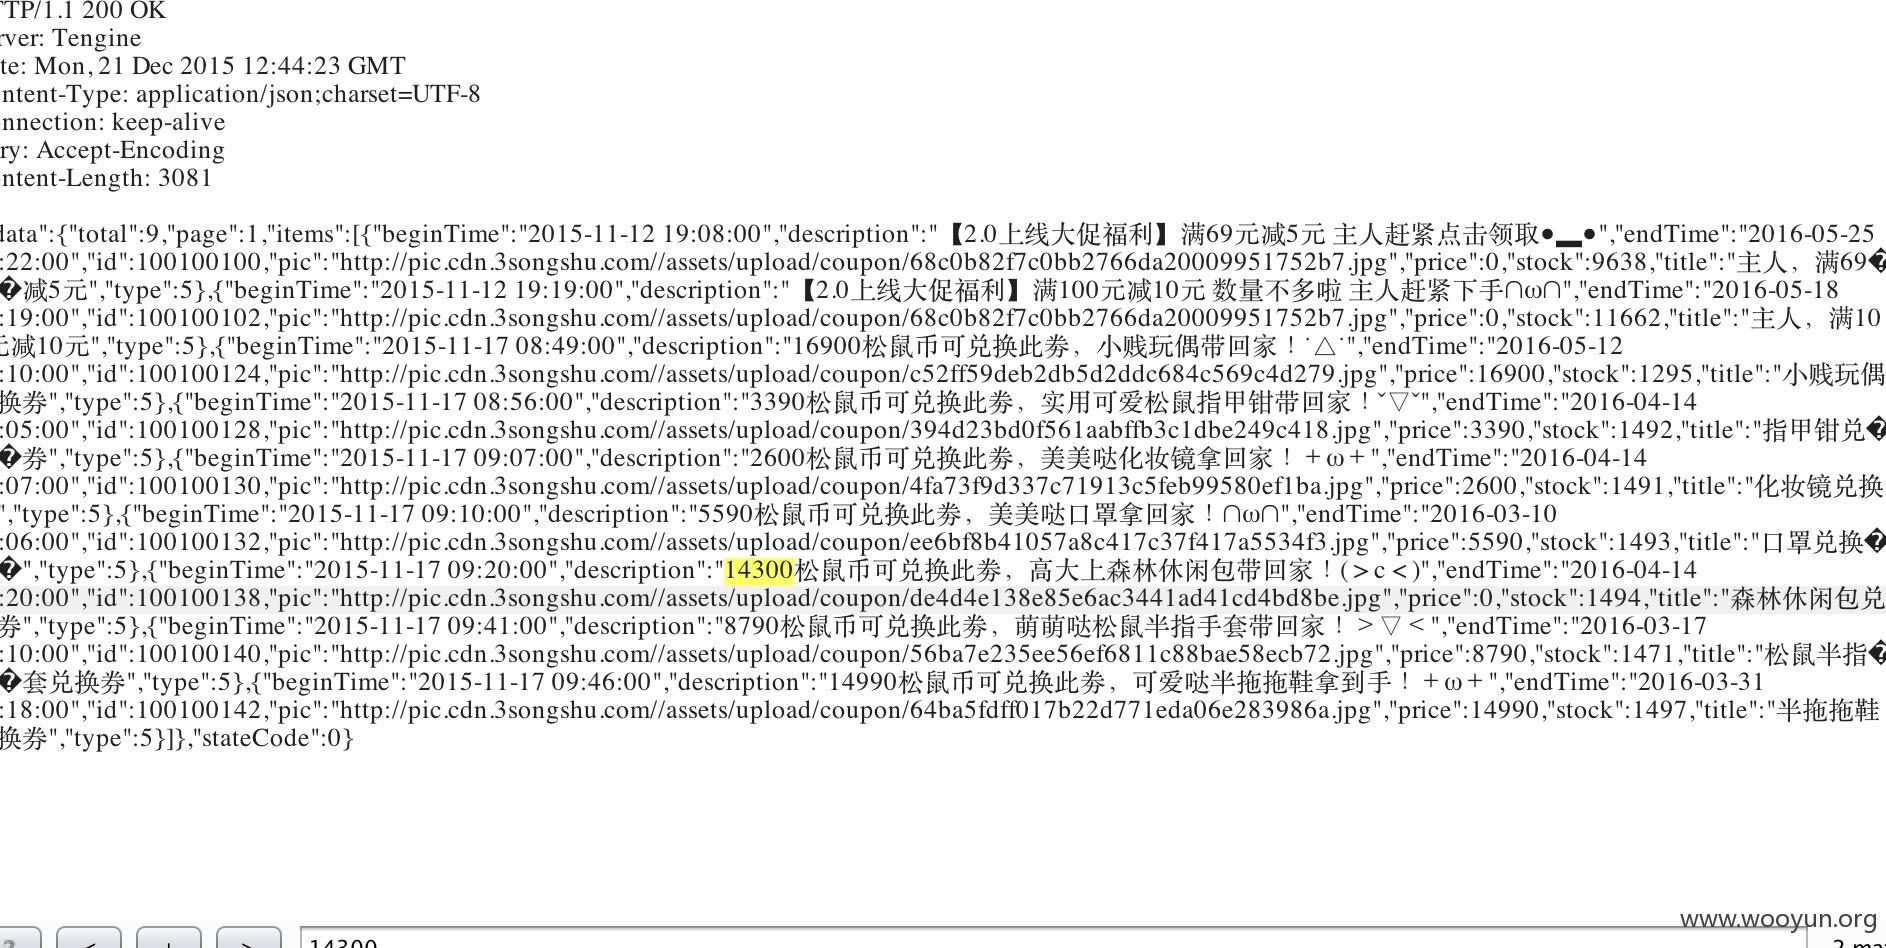 TTP/1.1 200 OK
rver: Tengine
te: Mon, 21 Dec 2015 12:44:23 GMT
ontent-Type: application/json;charset=UTF-8
onnection: keep-alive
ry: Accept-Encoding
ontent-Length: 3081
data":{"total":9,"page":1,"items":[{"beginTime":"2015-11-12 19:08:00","description":"【2.0上线大促福利】满69元减5元 主人赶紧点击领取●▂●","endTime":"2016-05-25
:22:00","id":100100100,"pic":"http://pic.cdn.3songshu.com//assets/upload/coupon/68c0b82f7c0bb2766da20009951752b7.jpg","price":0,"stock":9638,"title":"主人，满69�
�减5元","type":5},{"beginTime":"2015-11-12 19:19:00","description":"【2.0上线大促福利】满100元减10元 数量不多啦 主人赶紧下手∩ω∩","endTime":"2016-05-18
:19:00","id":100100102,"pic":"http://pic.cdn.3songshu.com//assets/upload/coupon/68c0b82f7c0bb2766da20009951752b7.jpg","price":0,"stock":11662,"title":"主人，满10
元减10元","type":5},{"beginTime":"2015-11-17 08:49:00","description":"16900松鼠币可兑换此券，小贱玩偶带回家！˙△˙","endTime":"2016-05-12
:10:00","id":100100124,"pic":"http://pic.cdn.3songshu.com//assets/upload/coupon/c52ff59deb2db5d2ddc684c569c4d279.jpg","price":16900,"stock":1295,"title":"小贱玩偶
换券","type":5},{"beginTime":"2015-11-17 08:56:00","description":"3390松鼠币可兑换此券，实用可爱松鼠指甲钳带回家！ˇ▽ˇ","endTime":"2016-04-14
:05:00","id":100100128,"pic":"http://pic.cdn.3songshu.com//assets/upload/coupon/394d23bd0f561aabffb3c1dbe249c418.jpg","price":3390,"stock":1492,"title":"指甲钳兑�
�券","type":5},{"beginTime":"2015-11-17 09:07:00","description":"2600松鼠币可兑换此券，美美哒化妆镜拿回家！+ω+","endTime":"2016-04-14
:07:00","id":100100130,"pic":"http://pic.cdn.3songshu.com//assets/upload/coupon/4fa73f9d337c71913c5feb99580ef1ba.jpg","price":2600,"stock":1491,"title":"化妆镜兑换
","type":5},{"beginTime":"2015-11-17 09:10:00","description":"5590松鼠币可兑换此券，美美哒口罩拿回家！∩ω∩","endTime":"2016-03-10
:06:00","id":100100132,"pic":"http://pic.cdn.3songshu.com//assets/upload/coupon/ee6bf8b41057a8c417c37f417a5534f3.jpg","price":5590,"stock":1493,"title":"口罩兑换�
�","type":5},{"beginTime":"2015-11-17 09:20:00","description":"14300松鼠币可兑换此券，高大上森林休闲包带回家！(>c<)","endTime":"2016-04-14
:20:00","id":100100138,"pic":"http://pic.cdn.3songshu.com//assets/upload/coupon/de4d4e138e85e6ac3441ad41cd4bd8be.jpg","price":0,"stock":1494,"title":"森林休闲包兑
券","type":5},{"beginTime":"2015-11-17 09:41:00","description":"8790松鼠币可兑换此券，萌萌哒松鼠半指手套带回家！>▽<","endTime":"2016-03-17
:10:00","id":100100140,"pic":"http://pic.cdn.3songshu.com//assets/upload/coupon/56ba7e235ee56ef6811c88bae58ecb72.jpg","price":8790,"stock":1471,"title":"松鼠半指�
�套兑换券","type":5},{"beginTime":"2015-11-17 09:46:00","description":"14990松鼠币可兑换此券，可爱哒半拖拖鞋拿到手！+ω+","endTime":"2016-03-31
:18:00","id":100100142,"pic":"http://pic.cdn.3songshu.com//assets/upload/coupon/64ba5fdff017b22d771eda06e283986a.jpg","price":14990,"stock":1497,"title":"半拖拖鞋
换券","type":5}]},"stateCode":0}
www.wooyun.org
? < + > 14300